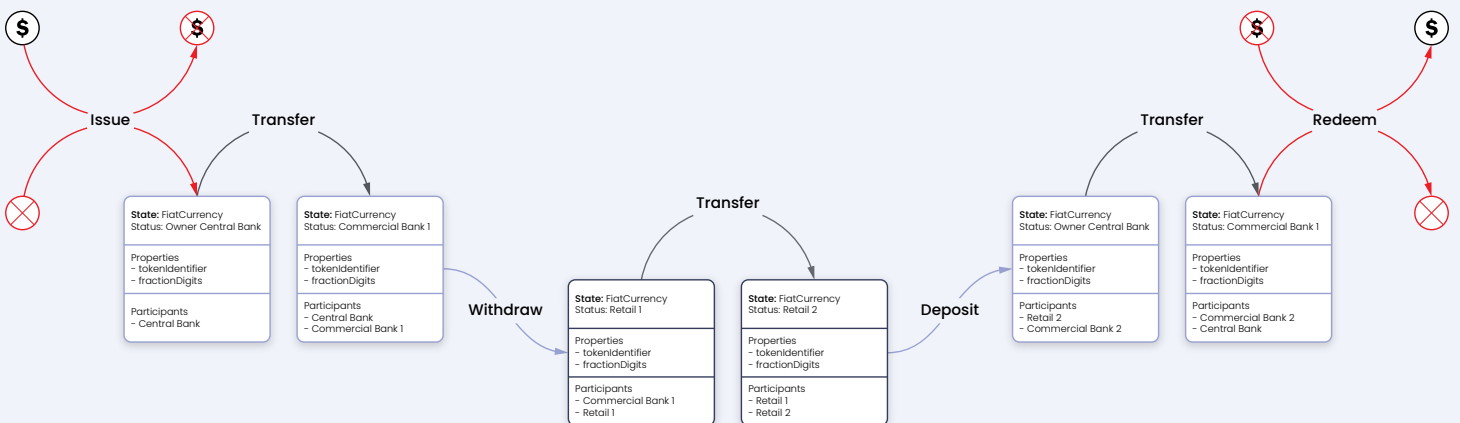 $
$
$
$
Issue
Transfer
Transfer
Redeem
State: FiatCurrency
Status: Owner Central Bank
Properties
- tokenIdentifier
- fractionDigits
Participants
- Central Bank
State: FiatCurrency
Status: Commercial Bank 1
Properties
- tokenIdentifier
- fractionDigits
Participants
- Central Bank
- Commercial Bank 1
Withdraw
Transfer
State: FiatCurrency
Status: Retail 1
Properties
- tokenIdentifier
- fractionDigits
Participants
- Commercial Bank 1
- Retail 1
State: FiatCurrency
Status: Retail 2
Properties
- tokenIdentifier
- fractionDigits
Participants
- Retail 1
- Retail 2
Deposit
State: FiatCurrency
Status: Owner Central Bank
Properties
- tokenIdentifier
- fractionDigits
Participants
- Retail 2
- Commercial Bank 2
State: FiatCurrency
Status: Commercial Bank 1
Properties
- tokenIdentifier
- fractionDigits
Participants
- Commercial Bank 2
- Central Bank